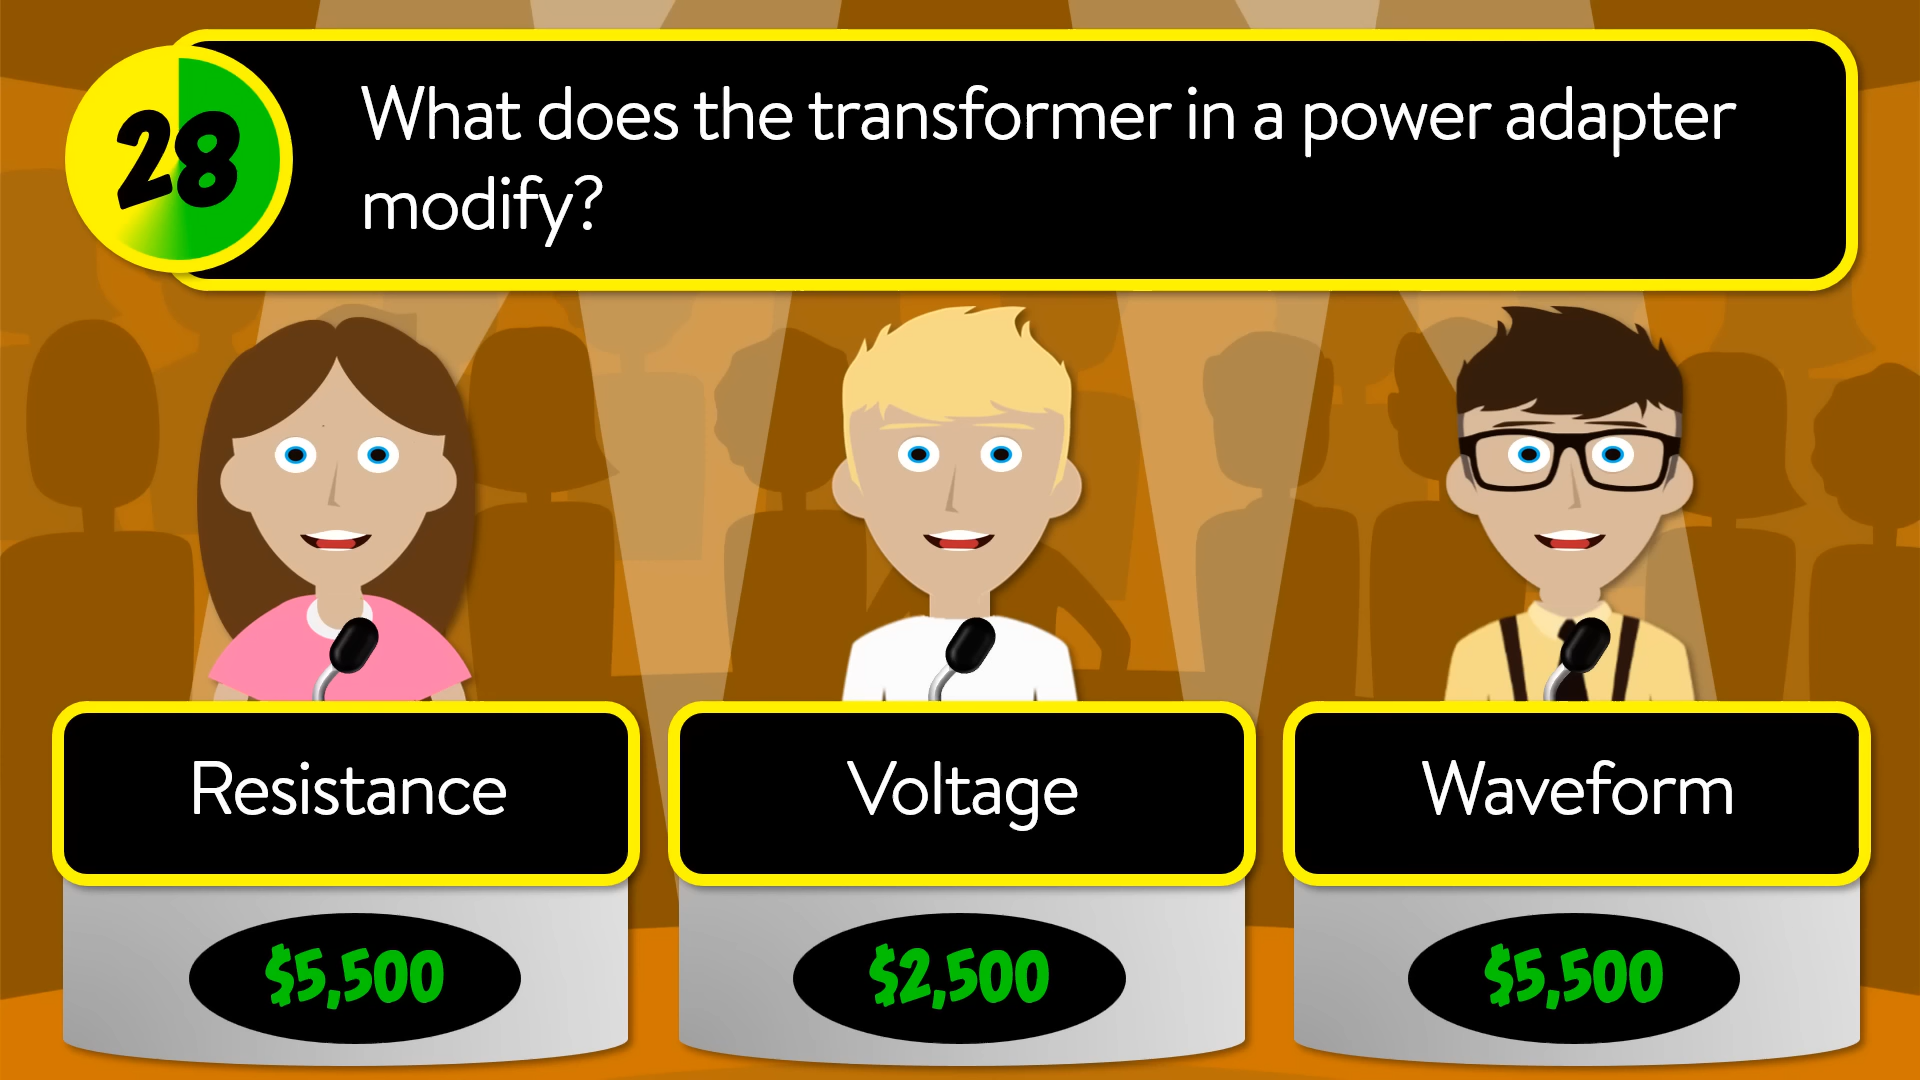 28
What does the transformer in a power adapter
modify?
Resistance
Voltage
Waveform
$5,500
$2,500
$5,500